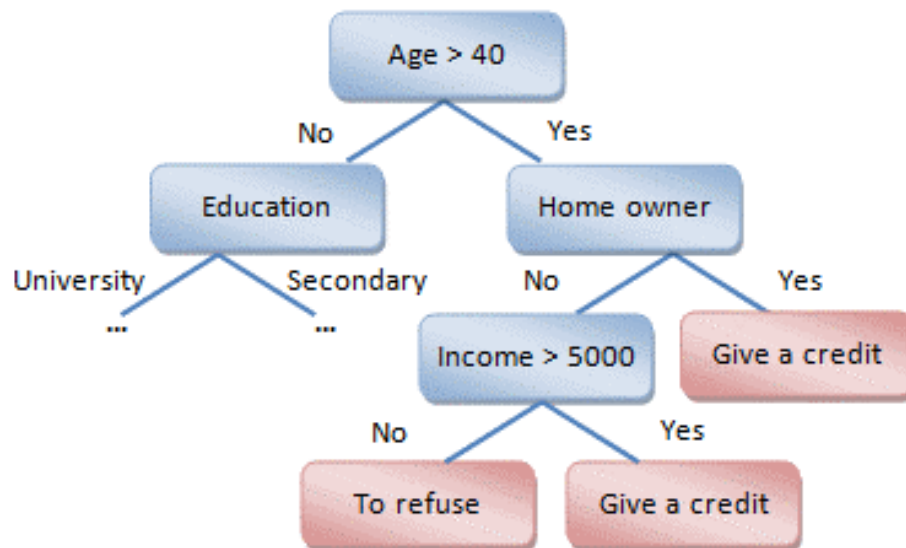 Age > 40
No
Yes
Education
Home owner
University
Secondary
No
Yes
...
...
Income > 5000
Give a credit
No
Yes
To refuse
Give a credit